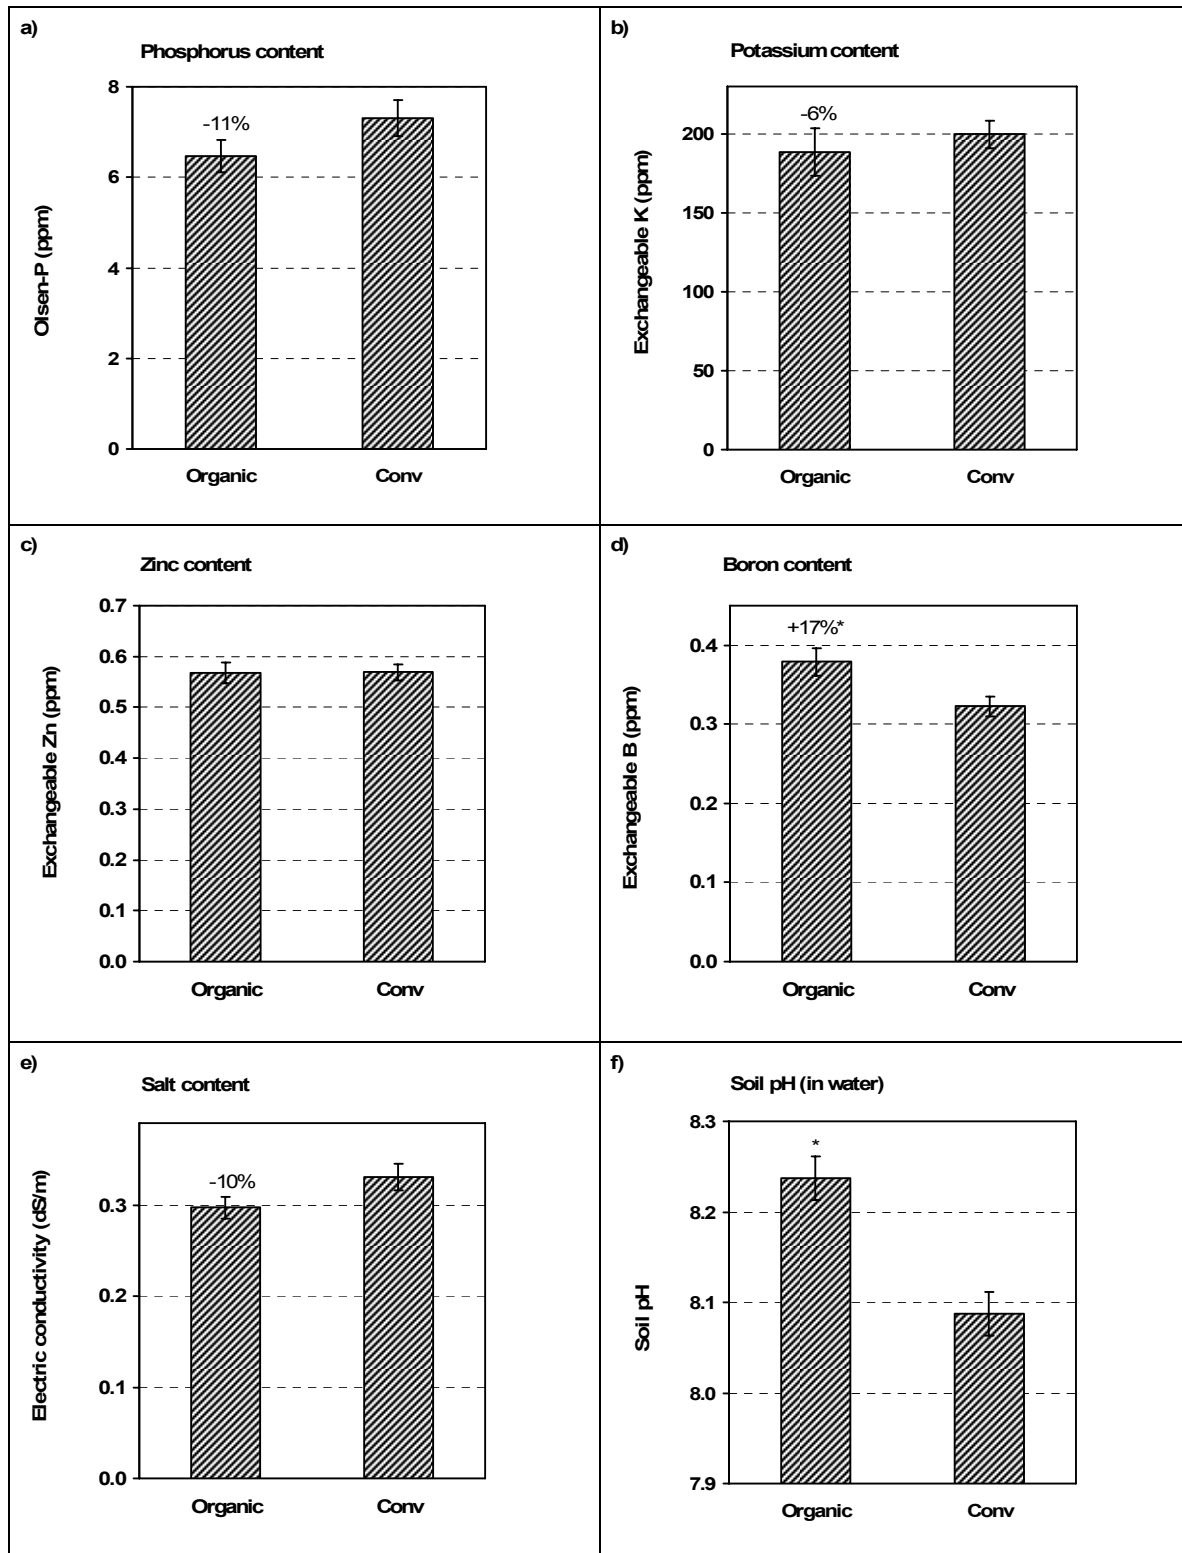 a)
Phosphorus content
Olsen-P (ppm)
8
6
4
2
0
-11%
Organic
Conv
b)
Potassium content
Exchangeable K (ppm)
200
150
100
50
0
-6%
Organic
Conv
c)
Zinc content
Exchangeable Zn (ppm)
0.7
0.6
0.5
0.4
0.3
0.2
0.1
0.0
Organic
Conv
d)
Boron content
Exchangeable B (ppm)
0.4
0.3
0.2
0.1
0.0
+17%*
Organic
Conv
e)
Salt content
Electric conductivity (dS/m)
0.3
0.2
0.1
0.0
-10%
Organic
Conv
f)
Soil pH (in water)
Soil pH
8.3
8.2
8.1
8.0
7.9
*
Organic
Conv